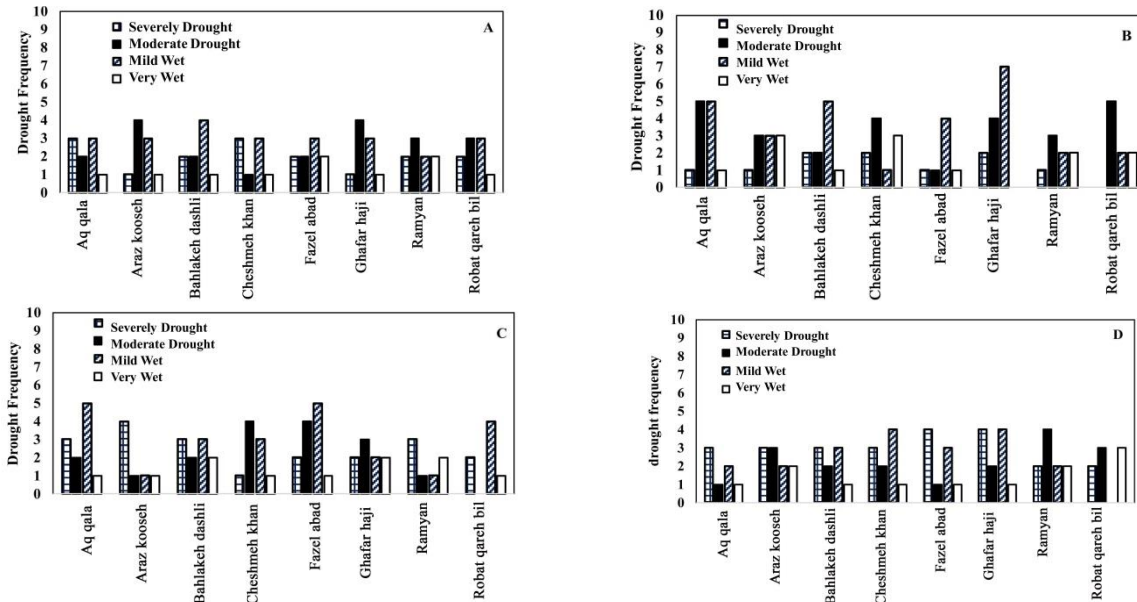 A
Severely Drought
Moderate Drought
Mild Wet
Very Wet
Drought Frequency
10
9
8
7
6
5
4
3
2
1
0
Aq qala
Araz kooseh
Bahlakeh dashli
Cheshmeh khan
Fazel abad
Ghafar haji
Ramyan
Robat qareh bil
B
Severely Drought
Moderate Drought
Mild Wet
Very Wet
Drought Frequency
10
9
8
7
6
5
4
3
2
1
0
Aq qala
Araz kooseh
Bahlakeh dashli
Cheshmeh khan
Fazel abad
Ghafar haji
Ramyan
Robat qareh bil
C
Severely Drought
Moderate Drought
Mild Wet
Very Wet
Drought Frequency
10
9
8
7
6
5
4
3
2
1
0
Aq qala
Araz kooseh
Bahlakeh dashli
Cheshmeh khan
Fazel abad
Ghafar haji
Ramyan
Robat qareh bil
D
Severely Drought
Moderate Drought
Mild Wet
Very Wet
drought frequency
10
9
8
7
6
5
4
3
2
1
0
Aq qala
Araz kooseh
Bahlakeh dashli
Cheshmeh khan
Fazel abad
Ghafar haji
Ramyan
Robat qareh bil